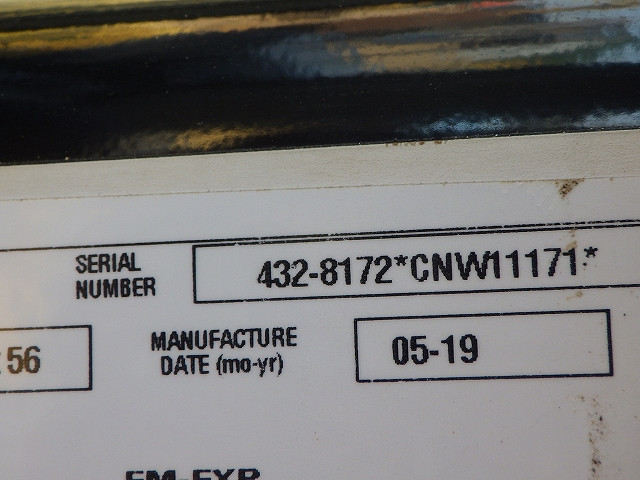 SERIAL
NUMBER
432-8172*CNW11171*
56
MANUFACTURE
DATE (mo-yr)
05-19